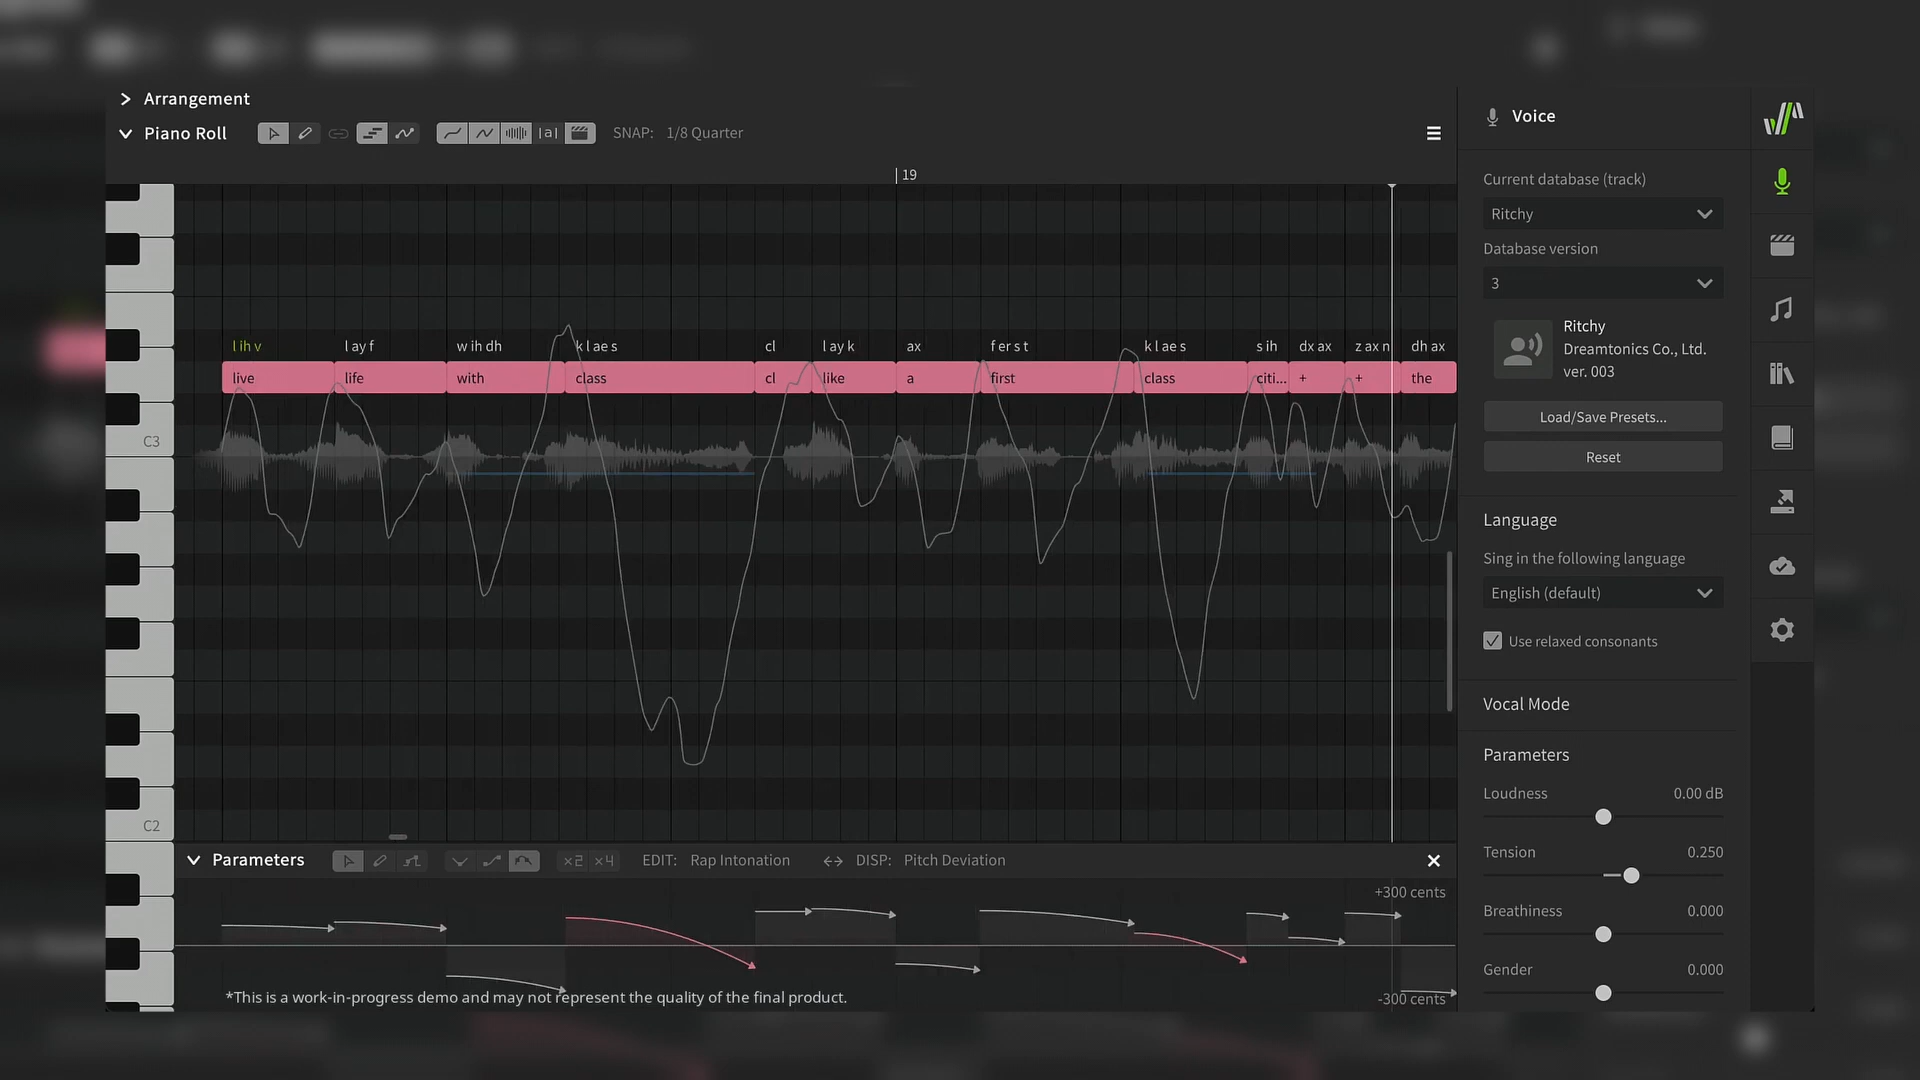 Arrangement
Piano Roll
SNAP: 1/8 Quarter
19
l ih v l ay f w ih dh k l ae s cl l ay k ax f er s t k l ae s s ih dx ax z ax n dh ax
live life with class cl like a first class citi... + + the
C3
C2
Parameters
×2 ×4
EDIT: Rap Intonation
DISP: Pitch Deviation
+300 cents
-300 cents
*This is a work-in-progress demo and may not represent the quality of the final product.
Voice
Current database (track)
Ritchy
Database version
3
Ritchy
Dreamtonics Co., Ltd.
ver. 003
Load/Save Presets...
Reset
Language
Sing in the following language
English (default)
Use relaxed consonants
Vocal Mode
Parameters
Loudness 0.00 dB
Tension 0.250
Breathiness 0.000
Gender 0.000